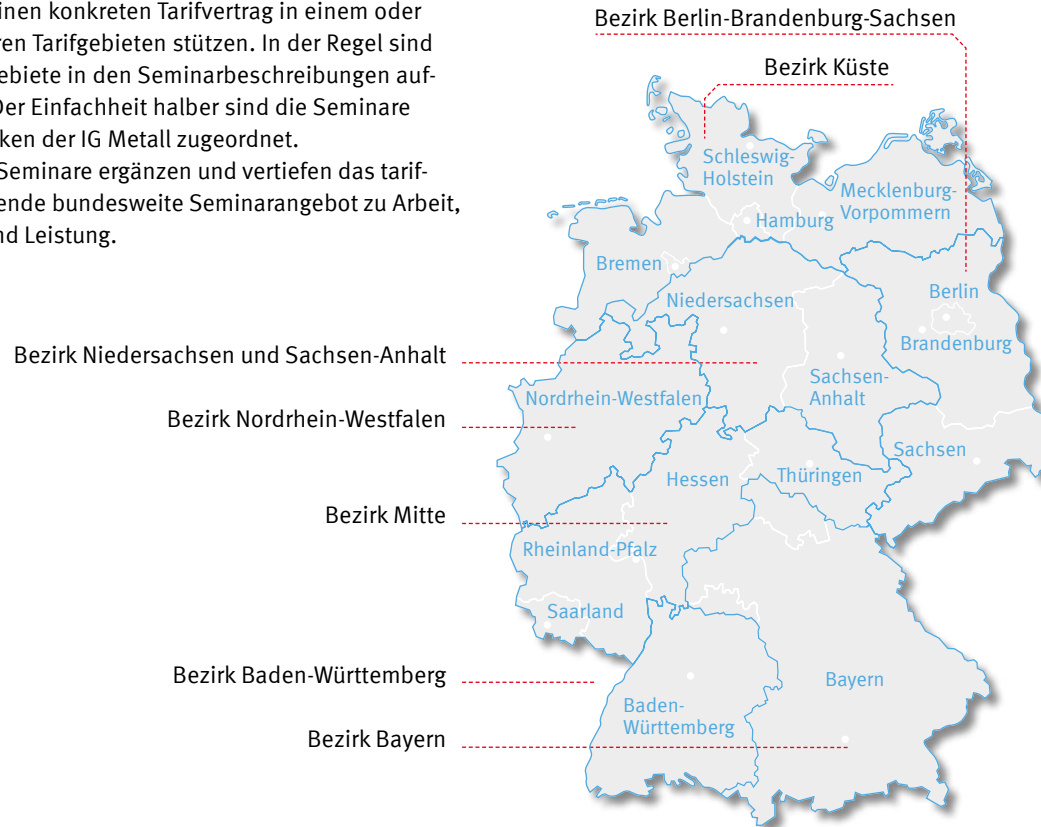 inen konkreten Tarifvertrag in einem oder
ren Tarifgebieten stützen. In der Regel sind
ebiete in den Seminarbeschreibungen auf-
Der Einfachheit halber sind die Seminare
ken der IG Metall zugeordnet.
Seminare ergänzen und vertiefen das tarif-
ende bundesweite Seminarangebot zu Arbeit,
nd Leistung.
Bezirk Berlin-Brandenburg-Sachsen
Bezirk Küste
Schleswig-
Holstein
Mecklenburg-
Vorpommern
Hamburg
Bremen
Niedersachsen
Berlin
Brandenburg
Bezirk Niedersachsen und Sachsen-Anhalt
Sachsen-
Anhalt
Nordrhein-Westfalen
Bezirk Nordrhein-Westfalen
Sachsen
Hessen
Thüringen
Bezirk Mitte
Rheinland-Pfalz
Saarland
Bezirk Baden-Württemberg
Bayern
Baden-
Württemberg
Bezirk Bayern